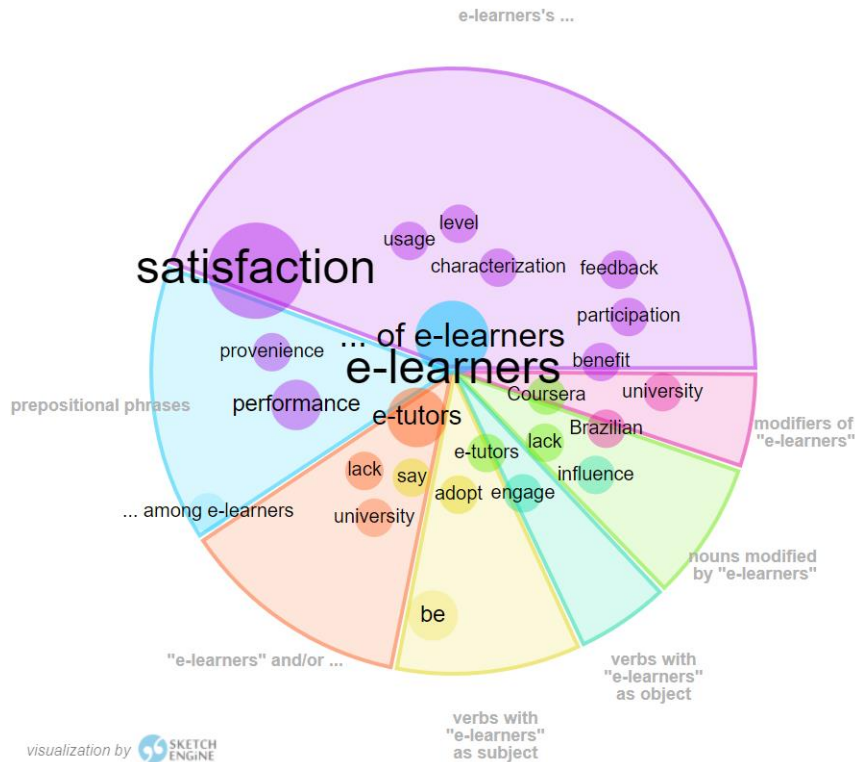 e-learners's ...
level
usage
satisfaction
characterization
feedback
participation
... of e-learners
provenience
benefit
e-learners
university
Coursera
performance
prepositional phrases
e-tutors
modifiers of
"e-learners"
Brazilian
lack
e-tutors
lack
say
influence
adopt
engage
... among e-learners
university
nouns modified
by "e-learners"
be
"e-learners" and/or ...
verbs with
"e-learners"
as object
verbs with
"e-learners"
as subject
visualization by
SKETCH
ENGINE